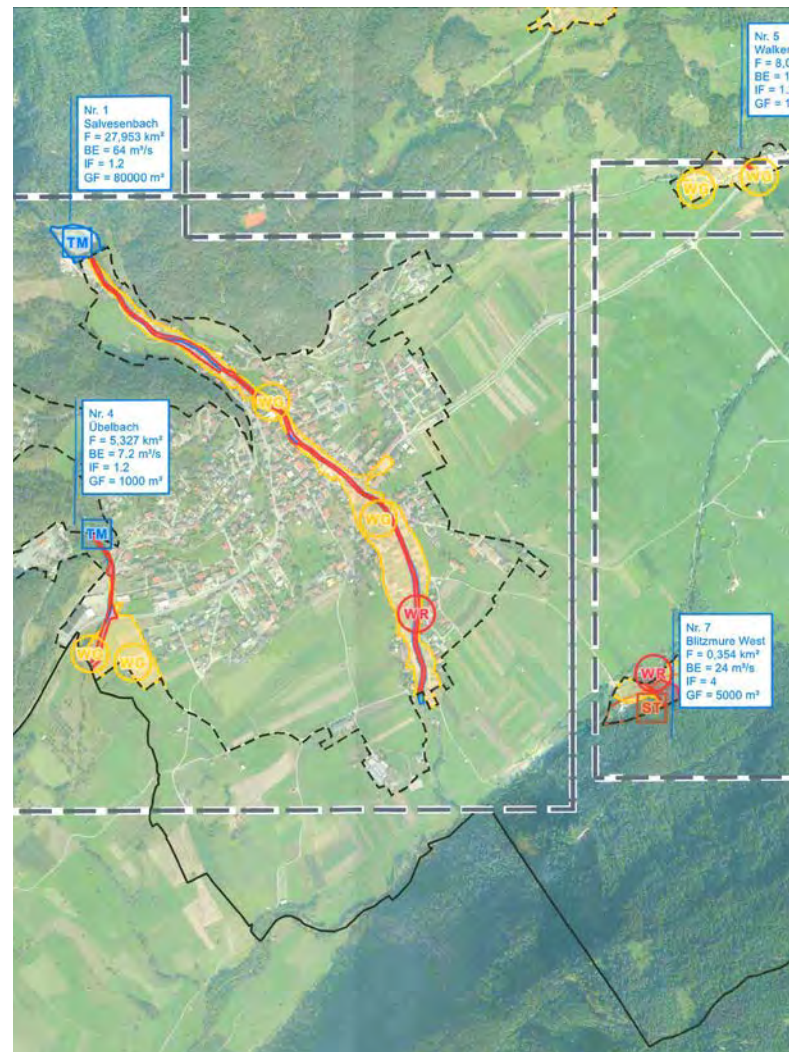 Nr. 5
F = 8,0
Nr. 1
Salvesenbach
F = 27,953 km²
BE = 64 m³/s
IF = 1.2
GF = 80000 m³
WG
WG
TM
WG
Nr. 4
Übelbach
F = 5,327 km²
BE = 7.2 m³/s
IF = 1.2
GF = 1000 m³
WG
TM
WR
Nr. 7
Blitzmure West
F = 0,354 km²
BE = 24 m³/s
IF = 4
GF = 5000 m³
WG
WG
WR
ST